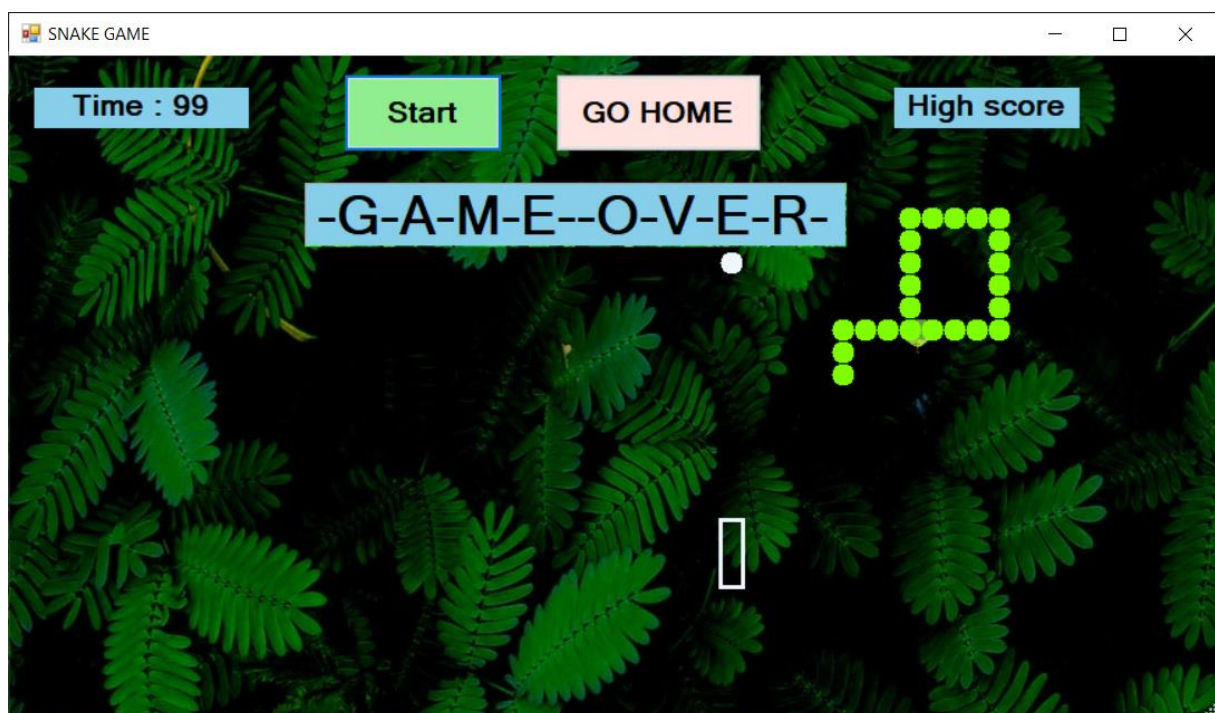 SNAKE GAME
Time : 99
Start
GO HOME
High score
-G-A-M-E--O-V-E-R-